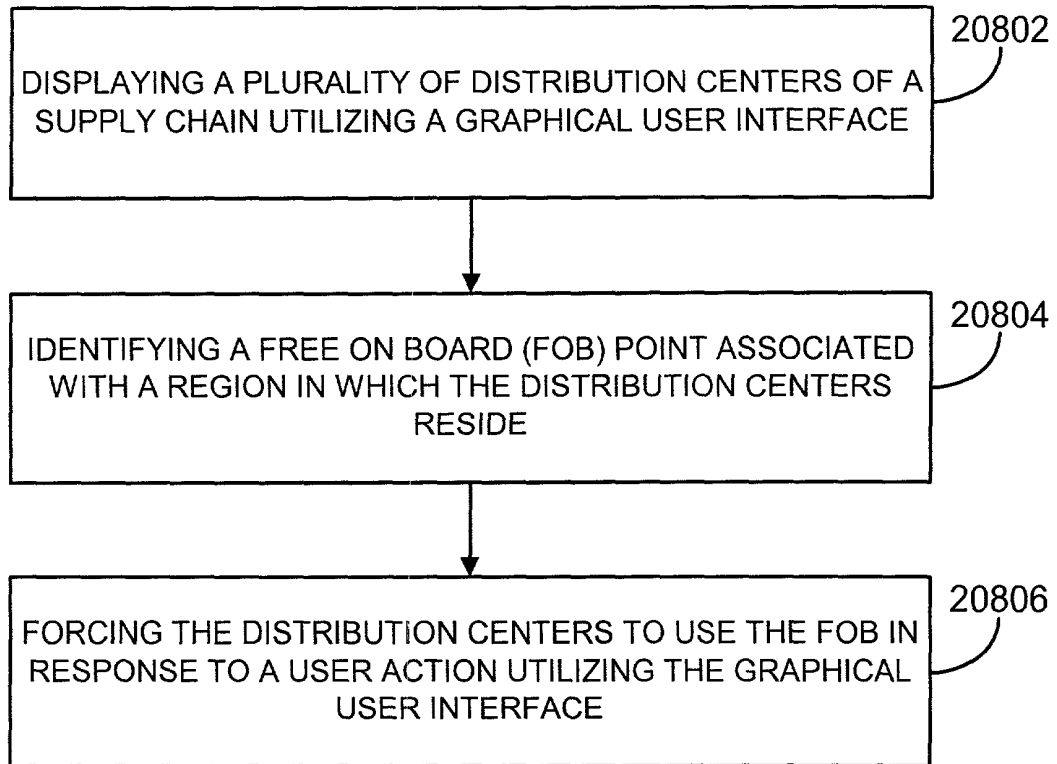 20802
DISPLAYING A PLURALITY OF DISTRIBUTION CENTERS OF A
SUPPLY CHAIN UTILIZING A GRAPHICAL USER INTERFACE
20804
IDENTIFYING A FREE ON BOARD (FOB) POINT ASSOCIATED
WITH A REGION IN WHICH THE DISTRIBUTION CENTERS
RESIDE
20806
FORCING THE DISTRIBUTION CENTERS TO USE THE FOB IN
RESPONSE TO A USER ACTION UTILIZING THE GRAPHICAL
USER INTERFACE